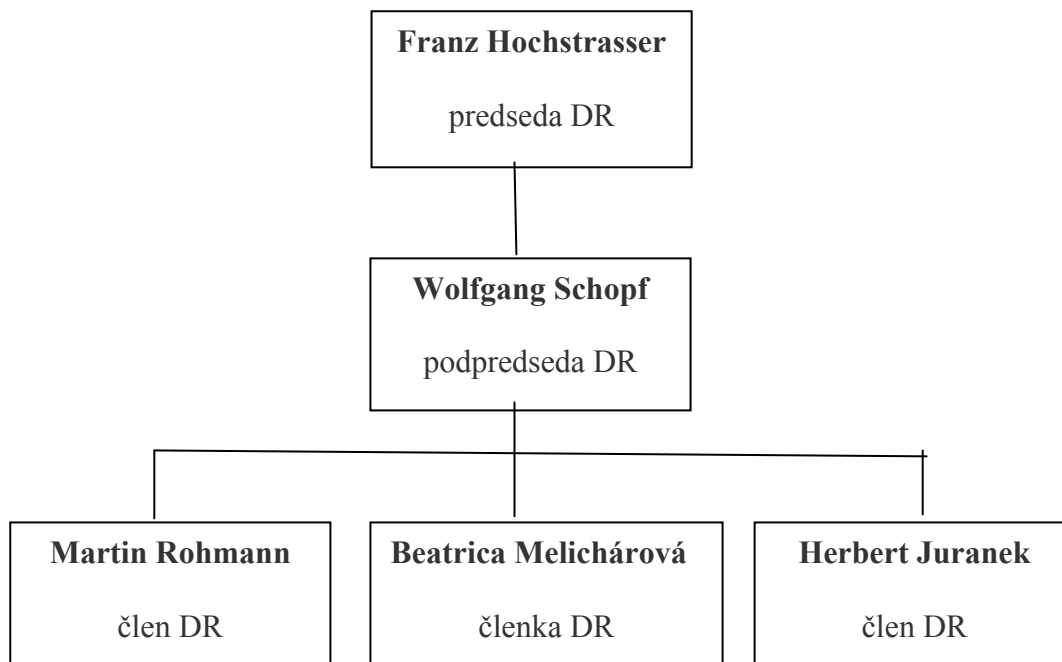 Franz Hochstrasser
predseda DR
Wolfgang Schopf
podpredseda DR
Martin Rohmann
člen DR
Beatrica Melichárová
členka DR
Herbert Juranek
člen DR